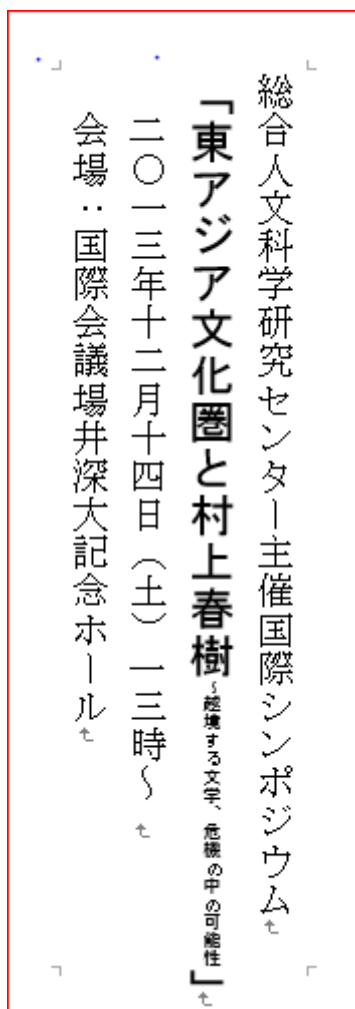 総合人文科学研究センター主催国際シンポジウム
「東アジア文化圏と村上春樹~越境する文学、危機の中の可能性」
二〇一三年十二月十四日(土)一三時~
会場:国際会議場井深大記念ホール